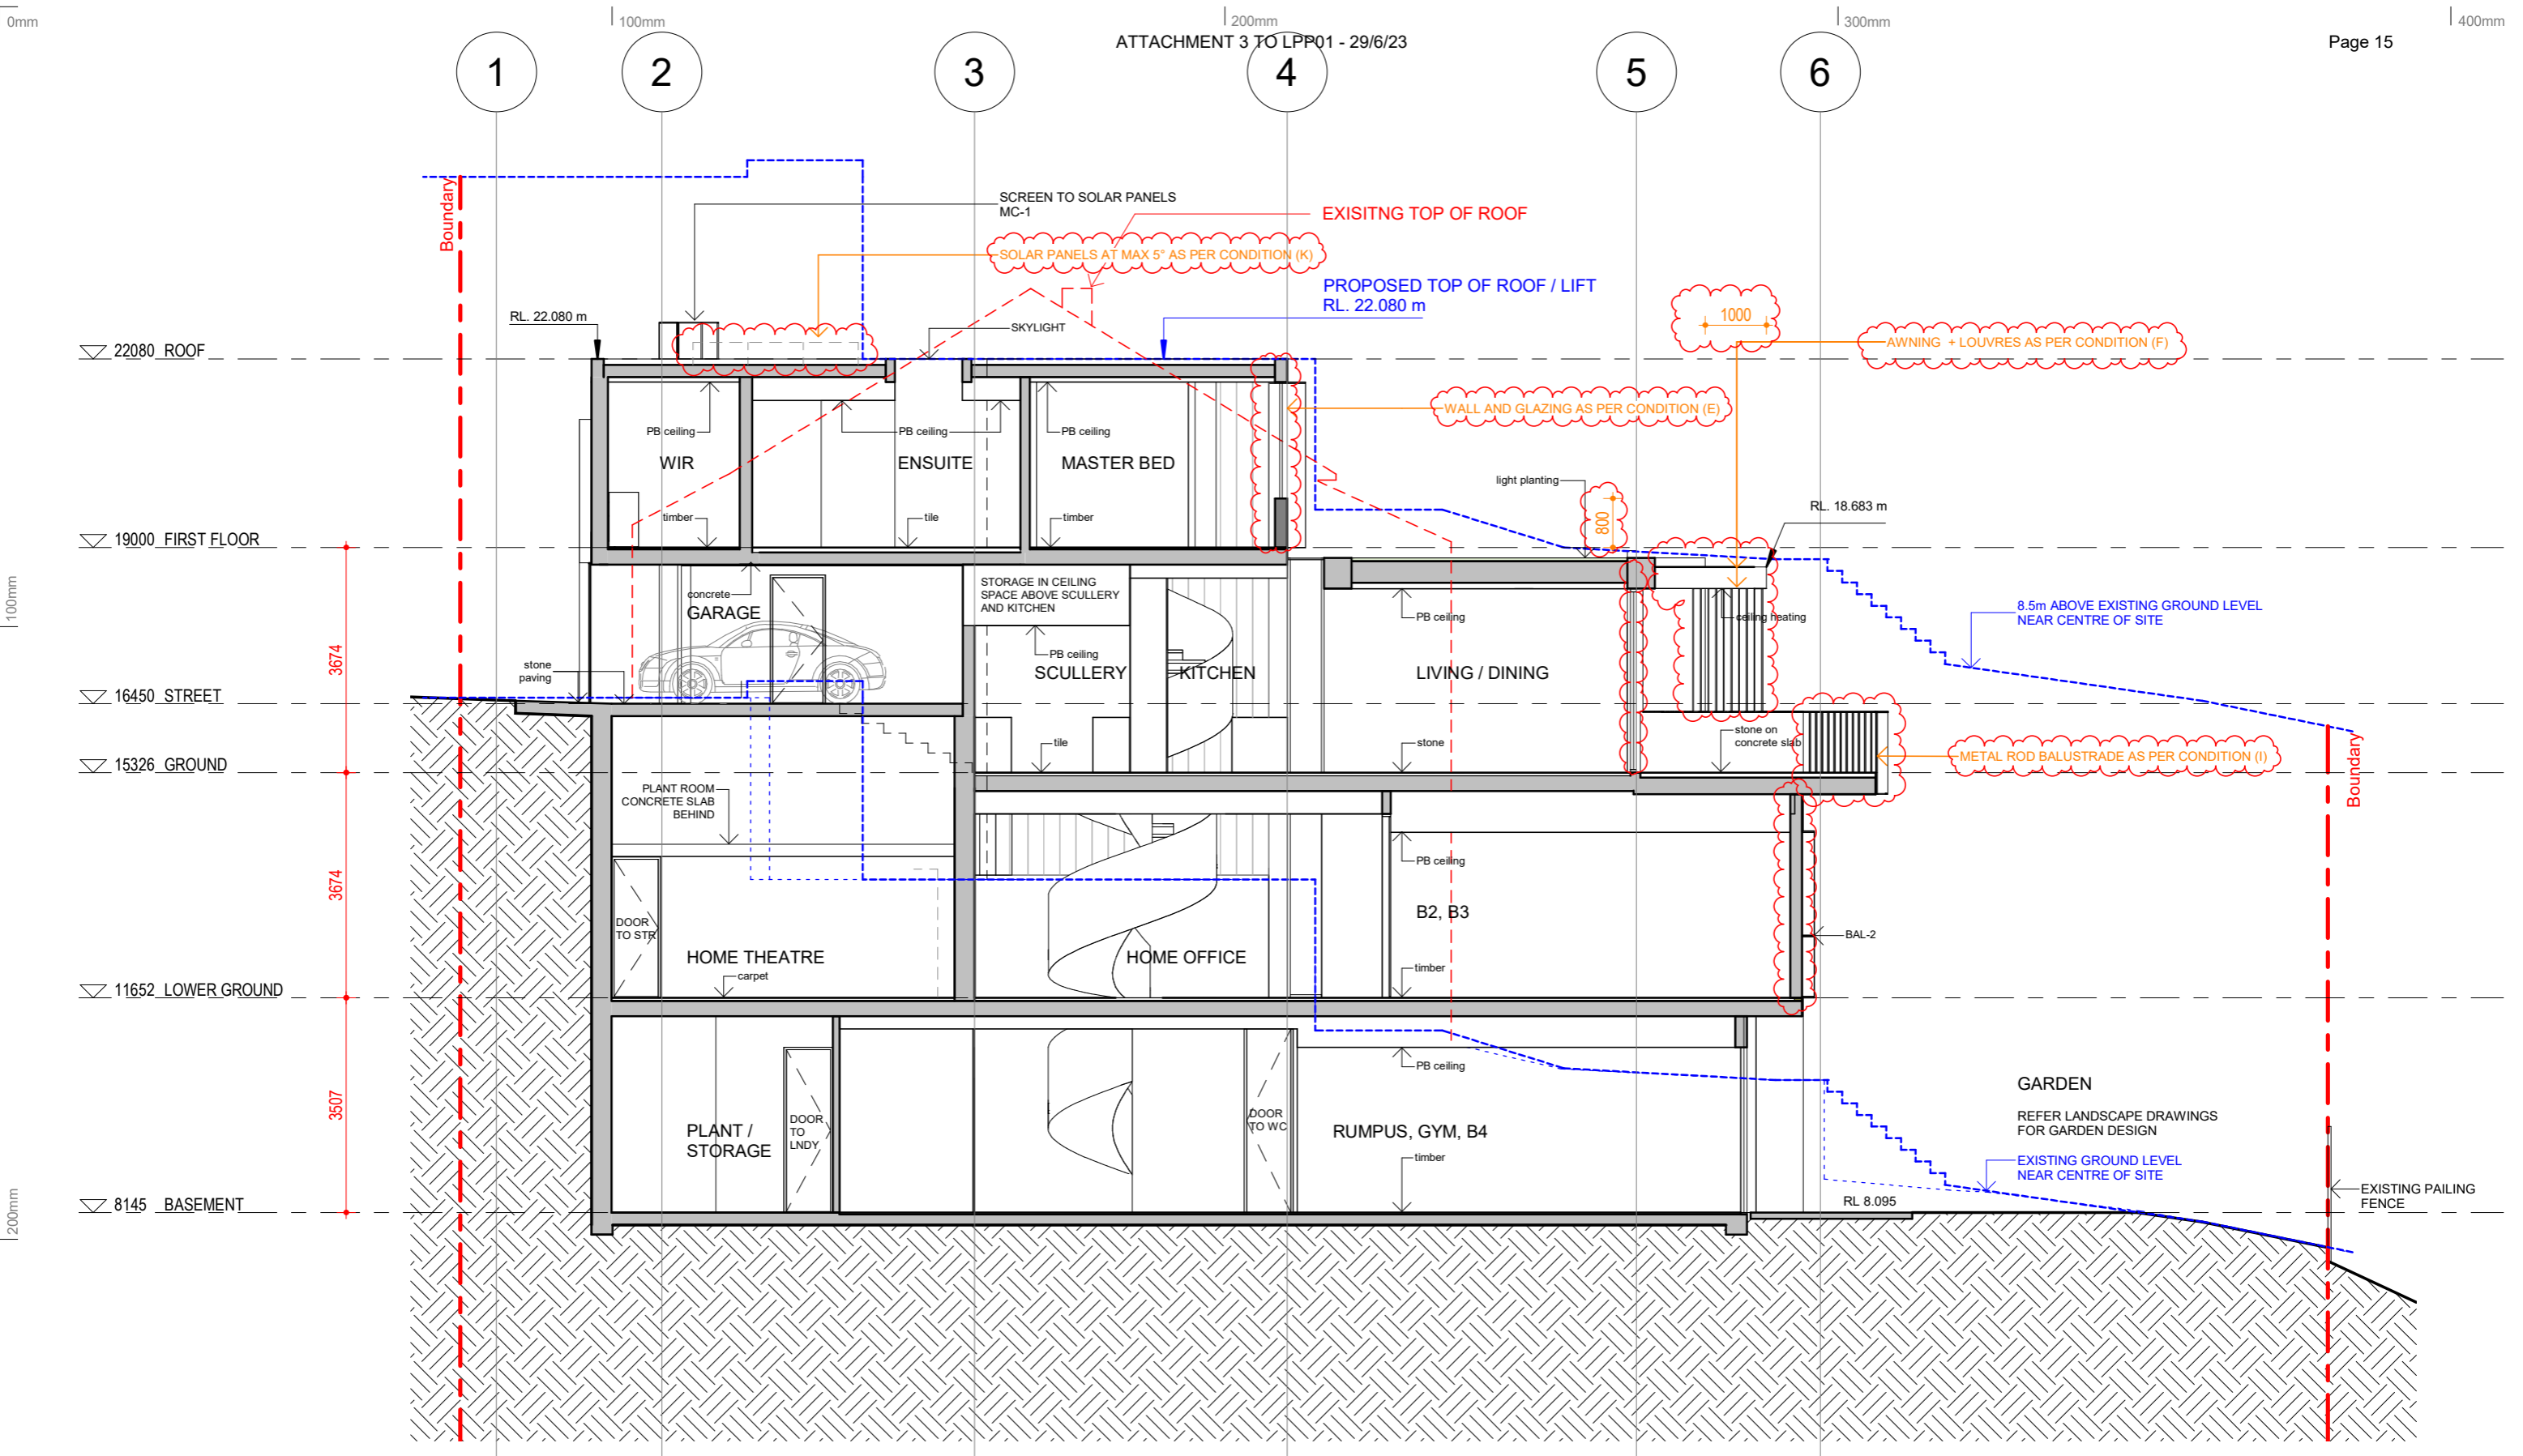 0mm
100mm
200mm
300mm
400mm
ATTACHMENT 3 TO LPP01 - 29/6/23
Page 15
1
2
3
4
5
6
Boundary
SCREEN TO SOLAR PANELS
MC-1
EXISITNG TOP OF ROOF
SOLAR PANELS AT MAX 5° AS PER CONDITION (K)
PROPOSED TOP OF ROOF / LIFT
RL. 22.080 m
RL. 22.080 m
SKYLIGHT
1000
AWNING + LOUVRES AS PER CONDITION (F)
22080 ROOF
WALL AND GLAZING AS PER CONDITION (E)
PB ceiling
PB ceiling
PB ceiling
WIR
ENSUITE
MASTER BED
light planting
800
RL. 18.683 m
timber
tile
timber
19000 FIRST FLOOR
100mm
concrete
GARAGE
STORAGE IN CEILING
SPACE ABOVE SCULLERY
AND KITCHEN
PB ceiling
ceiling heating
8.5m ABOVE EXISTING GROUND LEVEL
NEAR CENTRE OF SITE
3674
stone
paving
PB ceiling
SCULLERY
KITCHEN
LIVING / DINING
16450 STREET
tile
stone
stone on
concrete slab
METAL ROD BALUSTRADE AS PER CONDITION (I)
15326 GROUND
Boundary
PLANT ROOM
CONCRETE SLAB
BEHIND
PB ceiling
3674
DOOR
TO STR
B2, B3
BAL-2
HOME THEATRE
carpet
HOME OFFICE
timber
11652 LOWER GROUND
PB ceiling
3507
GARDEN
REFER LANDSCAPE DRAWINGS
FOR GARDEN DESIGN
DOOR
TO
LNDY
DOOR
TO WC
PLANT /
STORAGE
RUMPUS, GYM, B4
timber
EXISTING GROUND LEVEL
NEAR CENTRE OF SITE
200mm
8145 BASEMENT
RL 8.095
EXISTING PAILING
FENCE